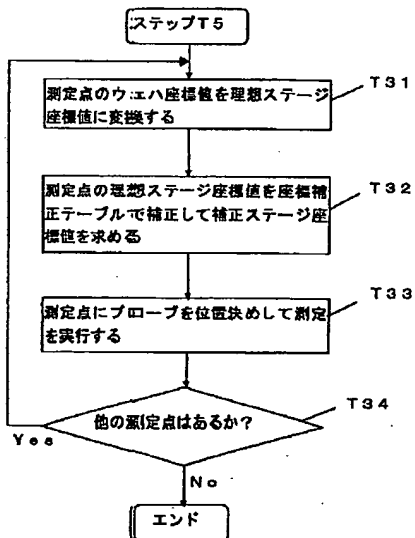 ステップT5
測定点のウェハ座標値を理想ステージ
座標値に変換する
T31
測定点の理想ステージ座標値を座標補
正テーブルで補正して補正ステージ座
標値を求める
T32
測定点にプローブを位置決めして測定
を実行する
T33
他の測定点はあるか?
T34
Yes
No
エンド